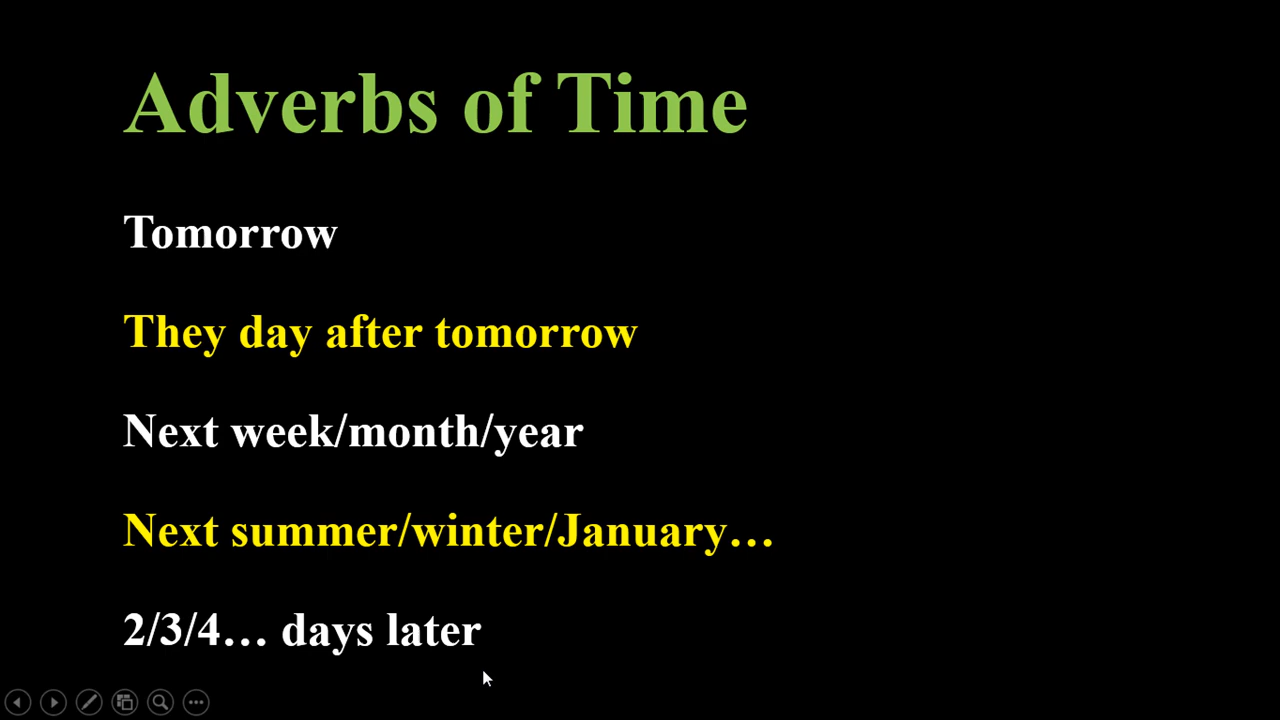 Adverbs of Time
Tomorrow
They day after tomorrow
Next week/month/year
Next summer/winter/January…
2/3/4… days later